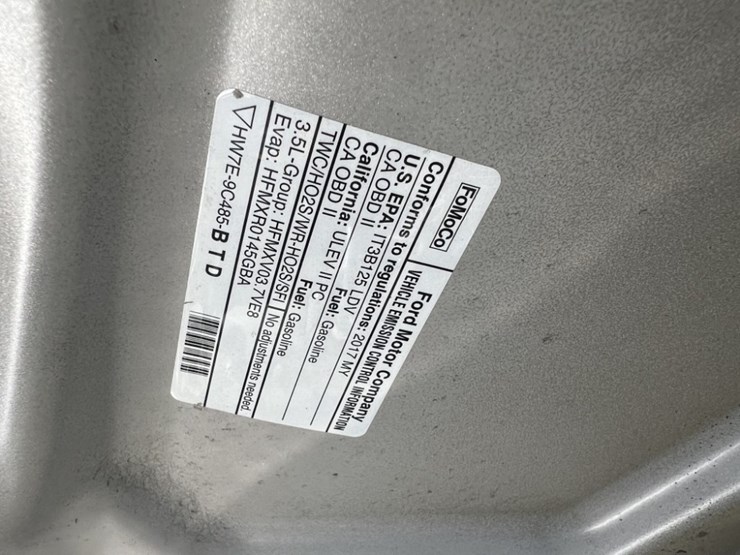 FoMoCo
Ford Motor Company
VEHICLE EMISSION CONTROL INFORMATION
Conforms to regulations: 2017 MY
U.S. EPA: IT3B125 LDV Fuel: Gasoline
CA OBD II
California: ULEV II PC Fuel: Gasoline
CA OBD II
TWC/HO2S/WR-HO2S/SFI No adjustments needed.
3.5L-Group: HFMXV03.7VE8
Evap: HFMXR0145GBA
HW7E-9C485-B T D